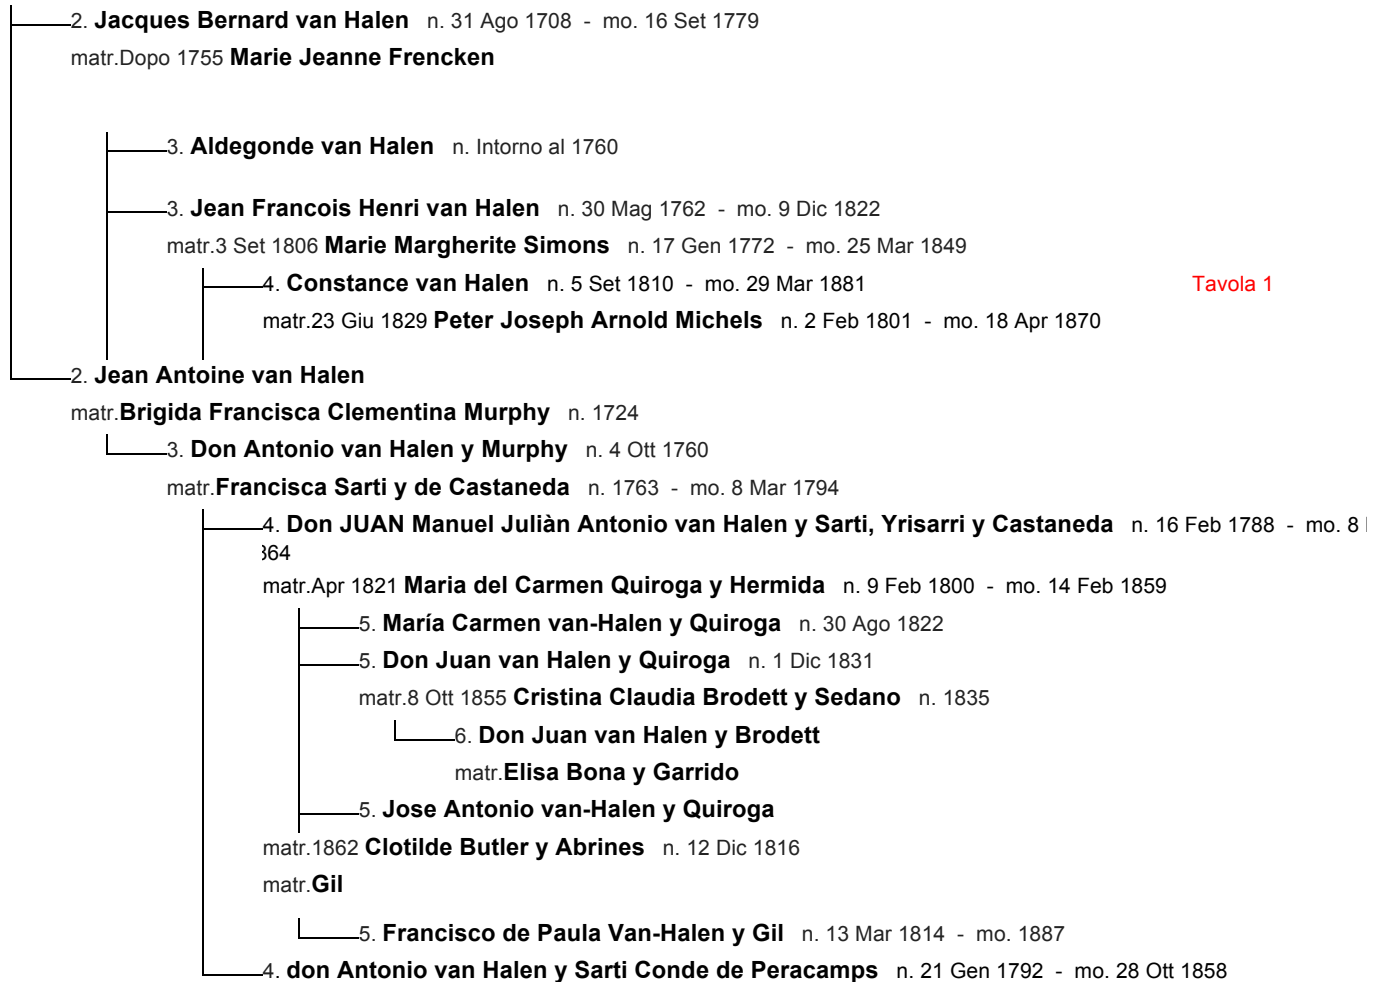 2. Jacques Bernard van Halen n. 31 Ago 1708 - mo. 16 Set 1779
matr.Dopo 1755 Marie Jeanne Frencken
3. Aldegonde van Halen n. Intorno al 1760
3. Jean Francois Henri van Halen n. 30 Mag 1762 - mo. 9 Dic 1822
matr.3 Set 1806 Marie Margherite Simons n. 17 Gen 1772 - mo. 25 Mar 1849
4. Constance van Halen n. 5 Set 1810 - mo. 29 Mar 1881 Tavola 1
matr.23 Giu 1829 Peter Joseph Arnold Michels n. 2 Feb 1801 - mo. 18 Apr 1870
2. Jean Antoine van Halen
matr.Brigida Francisca Clementina Murphy n. 1724
3. Don Antonio van Halen y Murphy n. 4 Ott 1760
matr.Francisca Sarti y de Castaneda n. 1763 - mo. 8 Mar 1794
4. Don JUAN Manuel Juliàn Antonio van Halen y Sarti, Yrisarri y Castaneda n. 16 Feb 1788 - mo. 8
864
matr.Apr 1821 Maria del Carmen Quiroga y Hermida n. 9 Feb 1800 - mo. 14 Feb 1859
5. María Carmen van-Halen y Quiroga n. 30 Ago 1822
5. Don Juan van Halen y Quiroga n. 1 Dic 1831
matr.8 Ott 1855 Cristina Claudia Brodett y Sedano n. 1835
6. Don Juan van Halen y Brodett
matr.Elisa Bona y Garrido
5. Jose Antonio van-Halen y Quiroga
matr.1862 Clotilde Butler y Abrines n. 12 Dic 1816
matr.Gil
5. Francisco de Paula Van-Halen y Gil n. 13 Mar 1814 - mo. 1887
4. don Antonio van Halen y Sarti Conde de Peracamps n. 21 Gen 1792 - mo. 28 Ott 1858